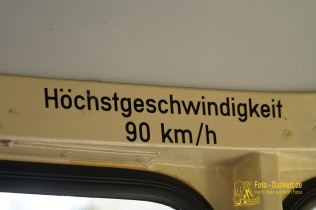 Höchstgeschwindigkeit
90 km/h
Foto - Dankert.de